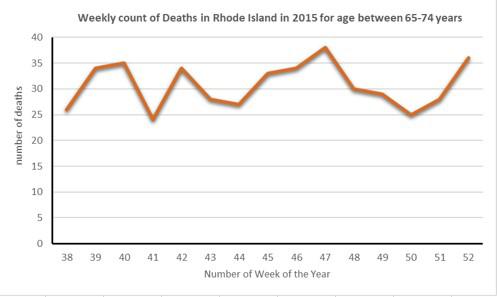 Weekly count of Deaths in Rhode Island in 2015 for age between 65-74 years
40
35
30
25
20
15
10
5
0
number of deaths
38 39 40 41 42 43 44 45 46 47 48 49 50 51 52
Number of Week of the Year